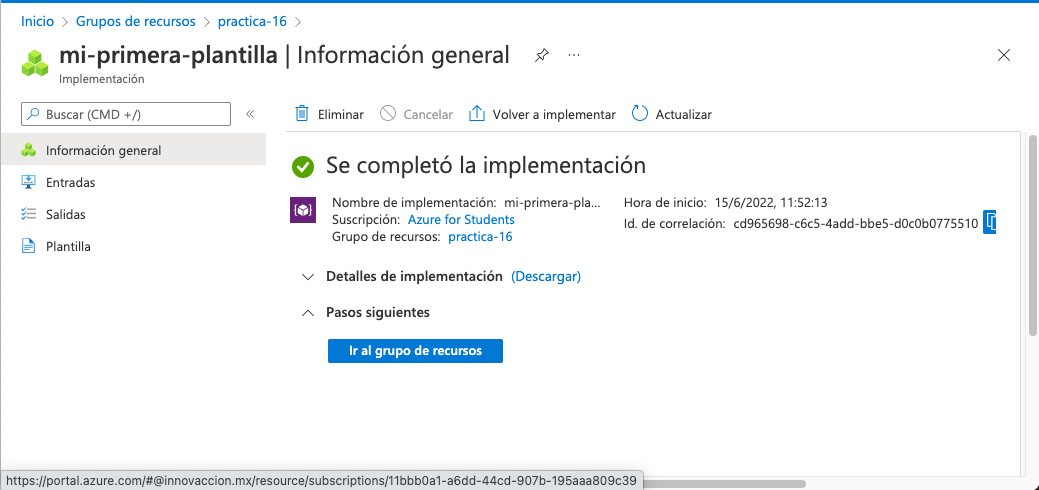 Inicio > Grupos de recursos > practica-16 >
mi-primera-plantilla | Información general ...
Implementación
Buscar (CMD +/) «
Eliminar Cancelar Volver a implementar Actualizar
Información general
Entradas
Salidas
Plantilla
Se completó la implementación
Nombre de implementación: mi-primera-pla...
Suscripción: Azure for Students
Grupo de recursos: practica-16
Hora de inicio: 15/6/2022, 11:52:13
Id. de correlación: cd965698-c6c5-4add-bbe5-d0c0b0775510
Detalles de implementación (Descargar)
Pasos siguientes
Ir al grupo de recursos
https://portal.azure.com/#@innovaccion.mx/resource/subscriptions/11bbb0a1-a6dd-44cd-907b-195aaa809c39